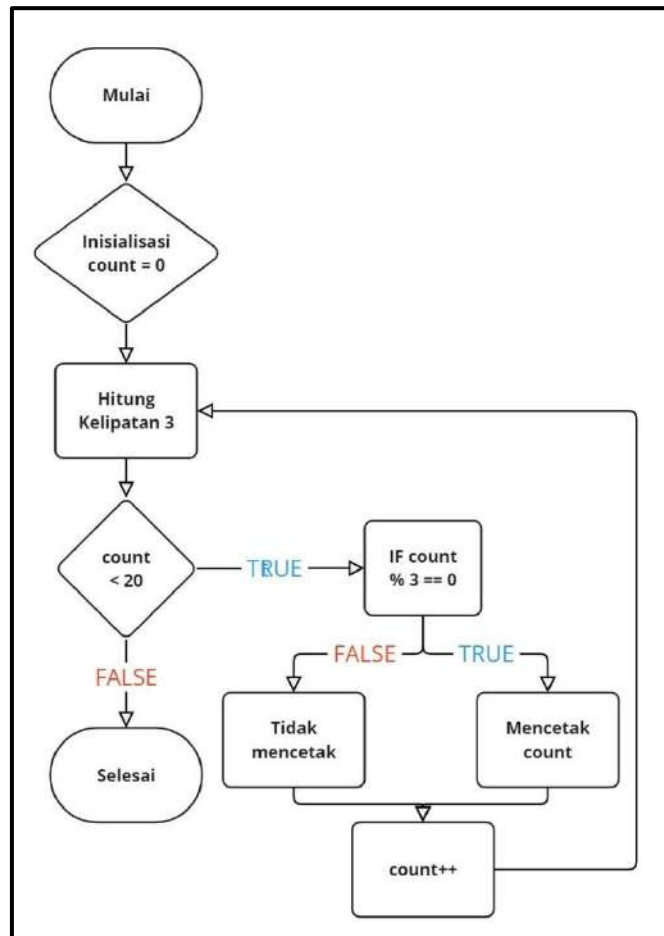 Mulai
Inisialisasi
count = 0
Hitung
Kelipatan 3
count
< 20
TRUE
IF count
% 3 == 0
FALSE
TRUE
FALSE
Tidak
mencetak
Mencetak
count
Selesai
count++